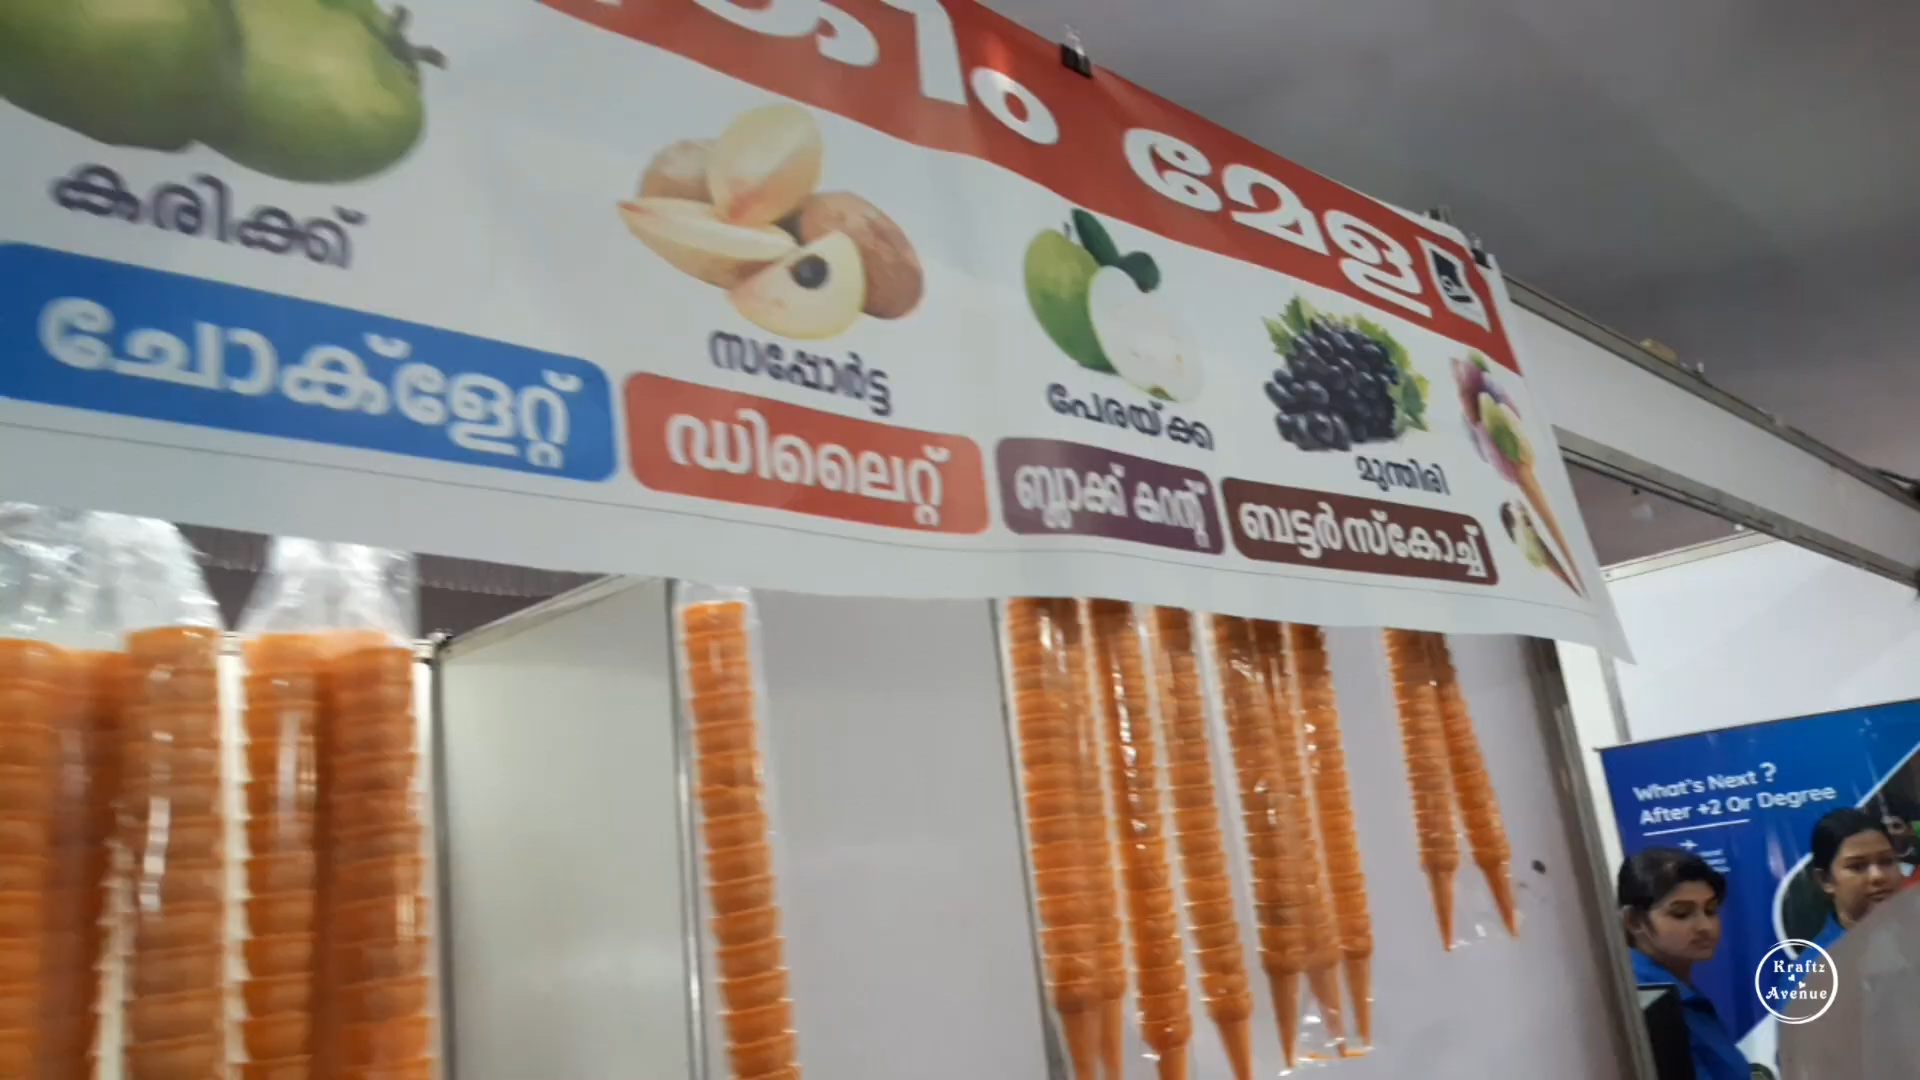 മേള
കരിക്ക്
സപ്പോർട്ട
പേരയ്ക്ക
മുന്തിരി
ചോക്ളേറ്റ്
ഡിലൈറ്റ്
ബ്ലാക്ക് കറന്റ്
ബട്ടർസ്കോച്ച്
What's Next ?
After +2 Or Degree
Kraftz
Avenue